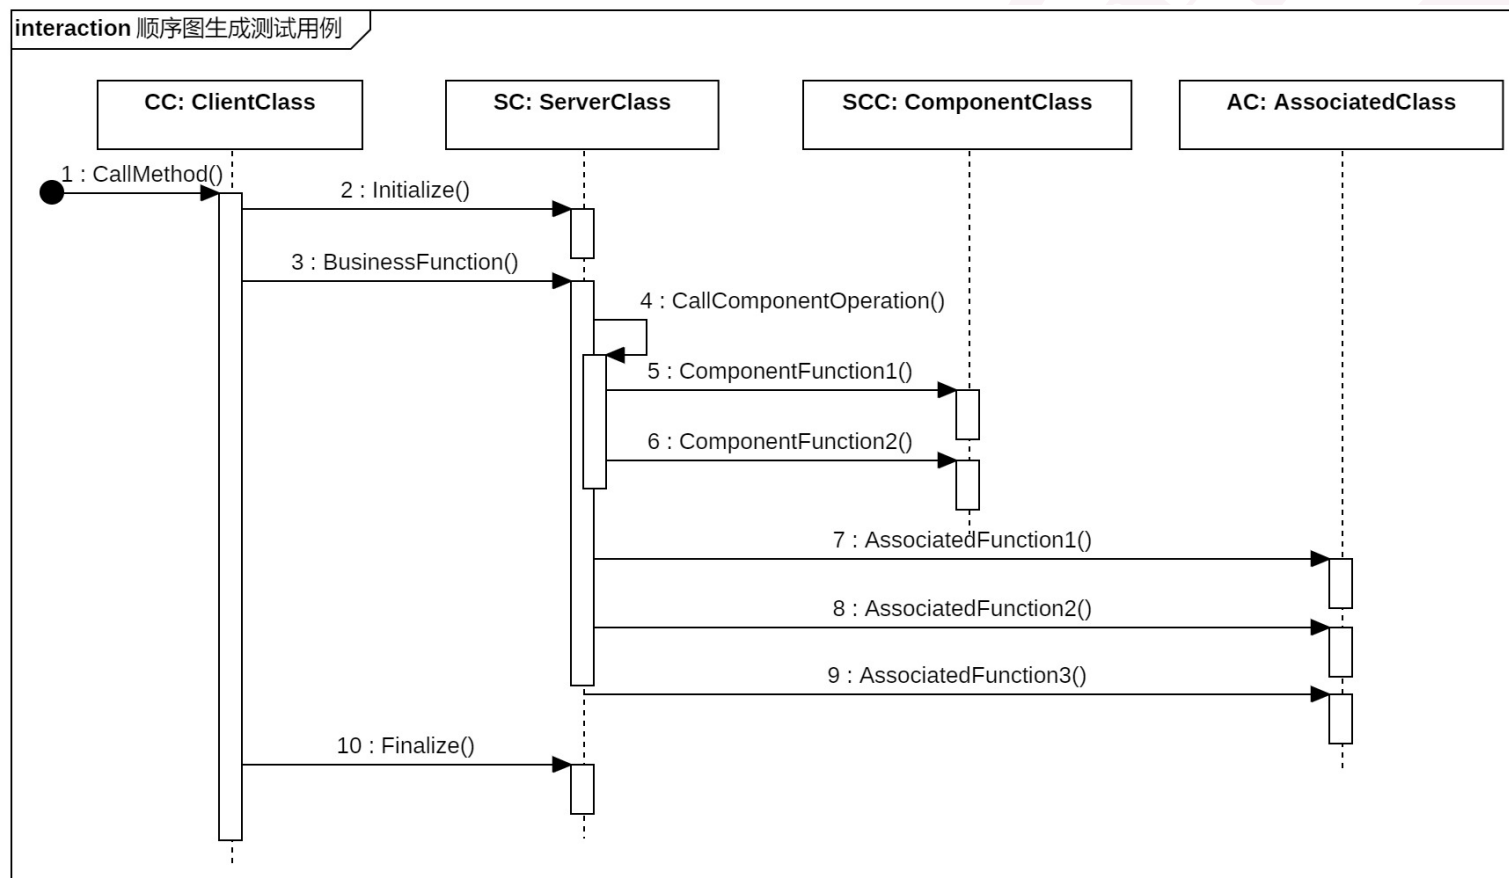 interaction 顺序图生成测试用例
CC: ClientClass
SC: ServerClass
SCC: ComponentClass
AC: AssociatedClass
1 : CallMethod()
2 : Initialize()
3 : BusinessFunction()
4 : CallComponentOperation()
5 : ComponentFunction1()
6 : ComponentFunction2()
7 : AssociatedFunction1()
8 : AssociatedFunction2()
9 : AssociatedFunction3()
10 : Finalize()